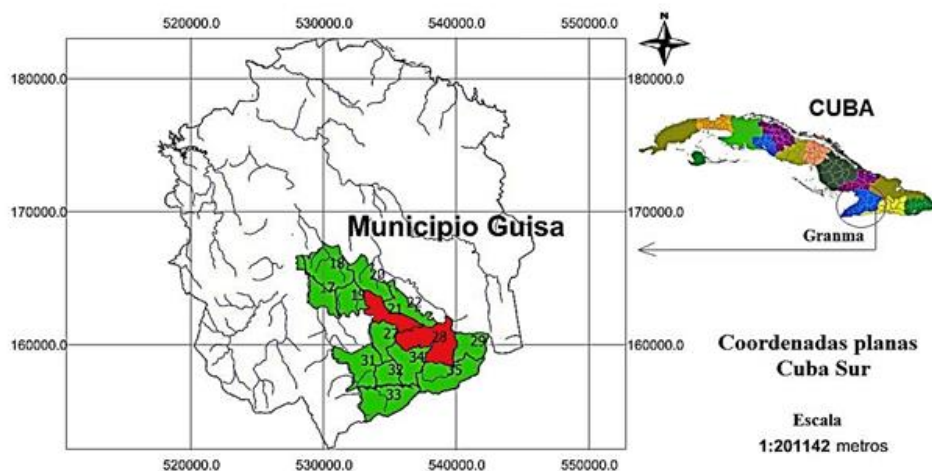 520000.0 530000.0 540000.0 550000.0
N
180000.0 180000.0
CUBA
170000.0 170000.0
Municipio Guisa
Granma
18
20
17 19
21 22
27 28 29
160000.0 160000.0
31 34
32 35
33
Coordenadas planas
Cuba Sur
Escala
1:201142 metros
520000.0 530000.0 540000.0 550000.0